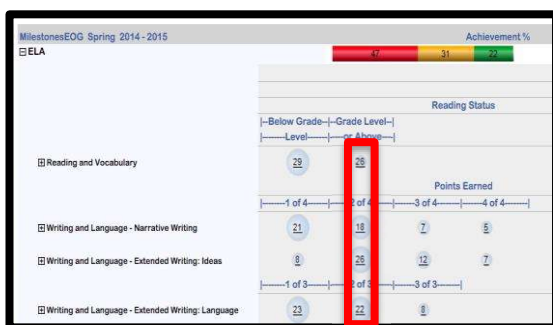 MilestonesEOG Spring 2014 - 2015 Achievement %
ELA 47 31 22
Reading Status
|--Below Grade--|--Grade Level--|
|-------Level-------|----or Above----|
Reading and Vocabulary 29 26
Points Earned
|-------1 of 4-------|-------2 of 4-------|-------3 of 4-------|-------4 of 4-------|
Writing and Language - Narrative Writing 21 18 7 5
Writing and Language - Extended Writing: Ideas 8 26 12 7
|-------1 of 3-------|-------2 of 3-------|-------3 of 3-------|
Writing and Language - Extended Writing: Language 23 22 8